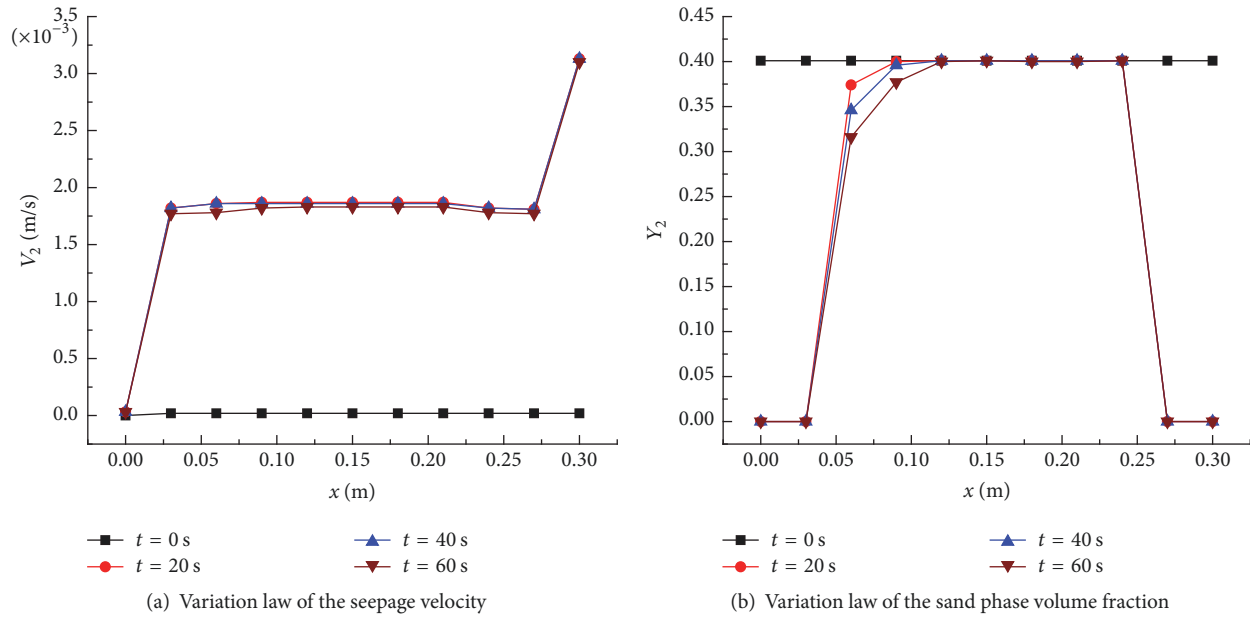 3.5
(×10⁻³)
3.0
2.5
2.0
1.5
1.0
0.5
0.0
V₂ (m/s)
0.00 0.05 0.10 0.15 0.20 0.25 0.30
x (m)
t = 0 s
t = 20 s
t = 40 s
t = 60 s
(a) Variation law of the seepage velocity
0.45
0.40
0.35
0.30
0.25
0.20
0.15
0.10
0.05
0.00
Y₂
0.00 0.05 0.10 0.15 0.20 0.25 0.30
x (m)
t = 0 s
t = 20 s
t = 40 s
t = 60 s
(b) Variation law of the sand phase volume fraction